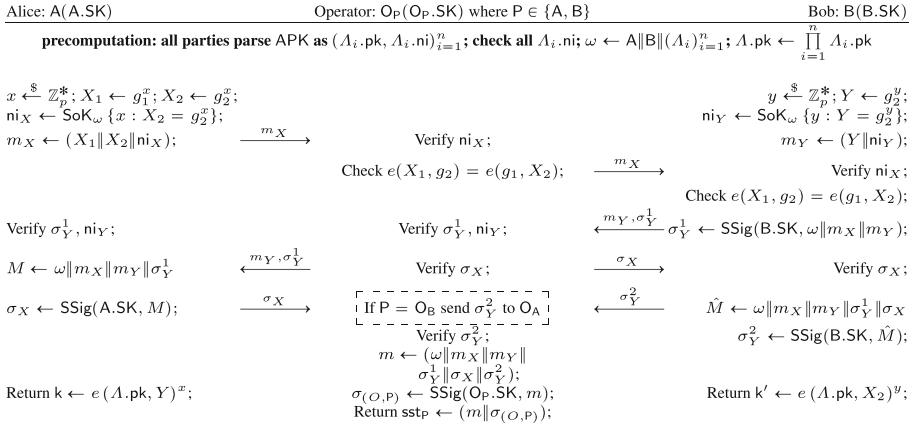 Alice: A(A.SK) Operator: O_P(O_P.SK) where P ∈ {A, B} Bob: B(B.SK)
precomputation: all parties parse APK as (Λ_i.pk, Λ_i.ni)_{i=1}^n; check all Λ_i.ni; ω ← A‖B‖(Λ_i)_{i=1}^n; Λ.pk ← ∏_{i=1}^n Λ_i.pk
x ←$ ℤ_p^*; X_1 ← g_1^x; X_2 ← g_2^x; y ←$ ℤ_p^*; Y ← g_2^y;
ni_X ← SoK_ω {x : X_2 = g_2^x}; ni_Y ← SoK_ω {y : Y = g_2^y};
m_X ← (X_1‖X_2‖ni_X); —m_X→ Verify ni_X; m_Y ← (Y‖ni_Y);
Check e(X_1, g_2) = e(g_1, X_2); —m_X→ Verify ni_X;
Check e(X_1, g_2) = e(g_1, X_2);
Verify σ_Y^1, ni_Y; Verify σ_Y^1, ni_Y; ←m_Y, σ_Y^1— σ_Y^1 ← SSig(B.SK, ω‖m_X‖m_Y);
M ← ω‖m_X‖m_Y‖σ_Y^1 ←m_Y, σ_Y^1— Verify σ_X; —σ_X→ Verify σ_X;
σ_X ← SSig(A.SK, M); —σ_X→ If P = O_B send σ_Y^2 to O_A ←σ_Y^2— M̂ ← ω‖m_X‖m_Y‖σ_Y^1‖σ_X
Verify σ_Y^2; σ_Y^2 ← SSig(B.SK, M̂);
m ← (ω‖m_X‖m_Y‖
σ_Y^1‖σ_X‖σ_Y^2);
Return k ← e (Λ.pk, Y)^x; σ_(O,P) ← SSig(O_P.SK, m); Return k′ ← e (Λ.pk, X_2)^y;
Return sst_P ← (m‖σ_(O,P));